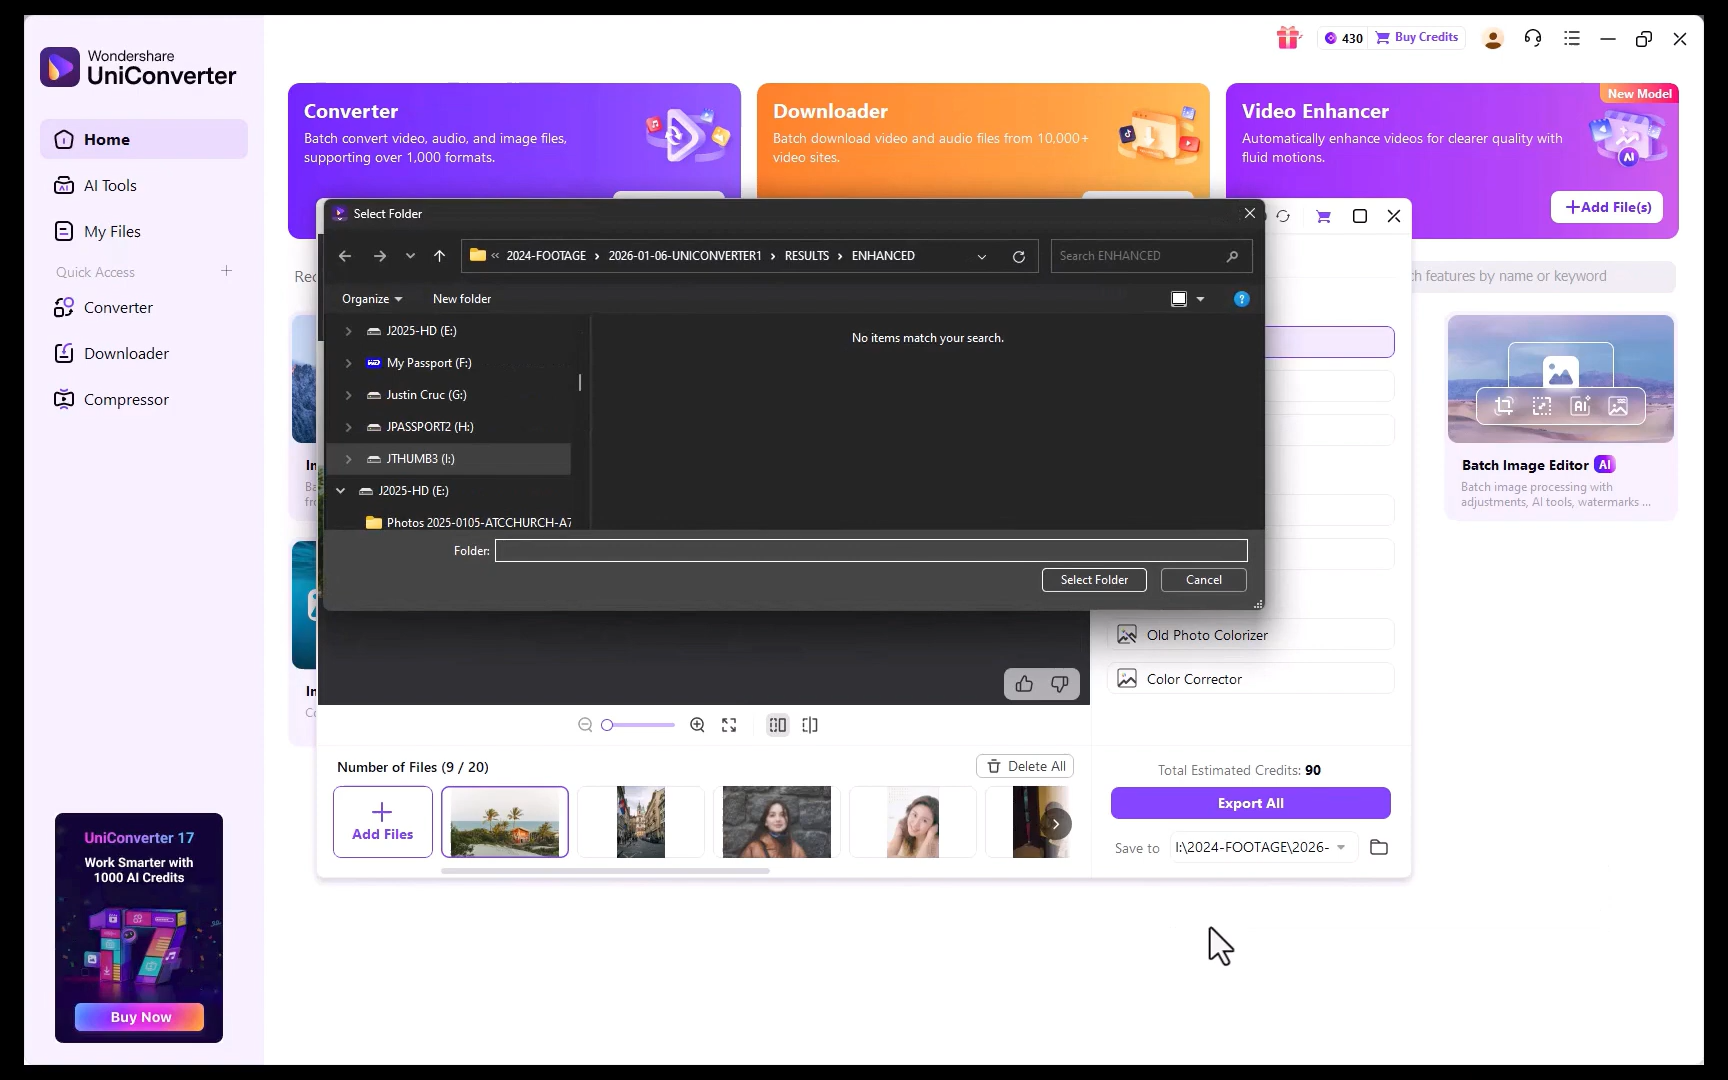 Wondershare
UniConverter
430
Buy Credits
Home
AI Tools
My Files
Quick Access
Converter
Downloader
Compressor
UniConverter 17
Work Smarter with
1000 AI Credits
Buy Now
Converter
Batch convert video, audio, and image files,
supporting over 1,000 formats.
Downloader
Batch download video and audio files from 10,000+
video sites.
New Model
Video Enhancer
Automatically enhance videos for clearer quality with
fluid motions.
AI
Add File(s)
features by name or keyword
AI
Batch Image Editor AI
Batch image processing with
adjustments, AI tools, watermarks ...
Select Folder
« 2024-FOOTAGE › 2026-01-06-UNICONVERTER1 › RESULTS › ENHANCED
Search ENHANCED
Organize
New folder
J2025-HD (E:)
My Passport (F:)
Justin Cruc (G:)
JPASSPORT2 (H:)
JTHUMB3 (I:)
J2025-HD (E:)
Photos 2025-0105-ATCCHURCH-A7
No items match your search.
Folder:
Select Folder
Cancel
Old Photo Colorizer
Color Corrector
Number of Files (9 / 20)
Delete All
Add Files
Total Estimated Credits: 90
Export All
Save to
I:\2024-FOOTAGE\2026-